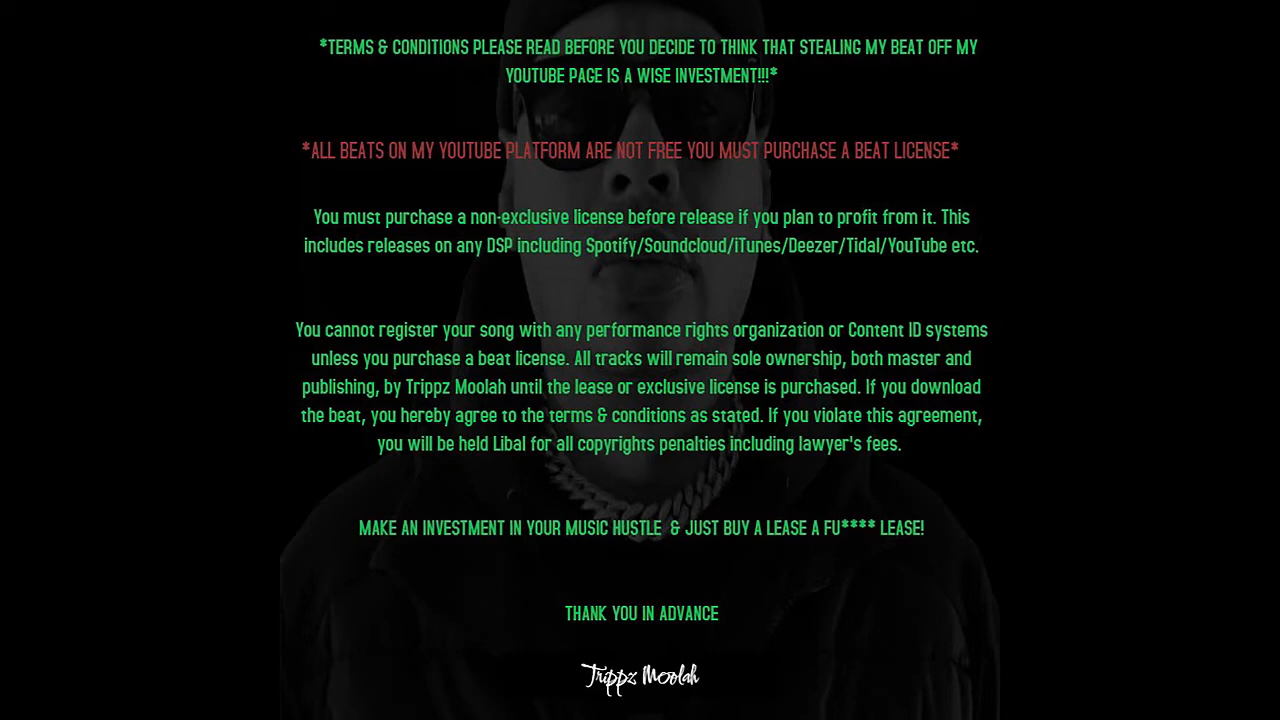 *TERMS & CONDITIONS PLEASE READ BEFORE YOU DECIDE TO THINK THAT STEALING MY BEAT OFF MY
YOUTUBE PAGE IS A WISE INVESTMENT!!!*
*ALL BEATS ON MY YOUTUBE PLATFORM ARE NOT FREE YOU MUST PURCHASE A BEAT LICENSE*
You must purchase a non-exclusive license before release if you plan to profit from it. This
includes releases on any DSP including Spotify/Soundcloud/iTunes/Deezer/Tidal/YouTube etc.
You cannot register your song with any performance rights organization or Content ID systems
unless you purchase a beat license. All tracks will remain sole ownership, both master and
publishing, by Trippz Moolah until the lease or exclusive license is purchased. If you download
the beat, you hereby agree to the terms & conditions as stated. If you violate this agreement,
you will be held Libal for all copyrights penalties including lawyer's fees.
MAKE AN INVESTMENT IN YOUR MUSIC HUSTLE & JUST BUY A LEASE A FU**** LEASE!
THANK YOU IN ADVANCE
Trippz Moolah